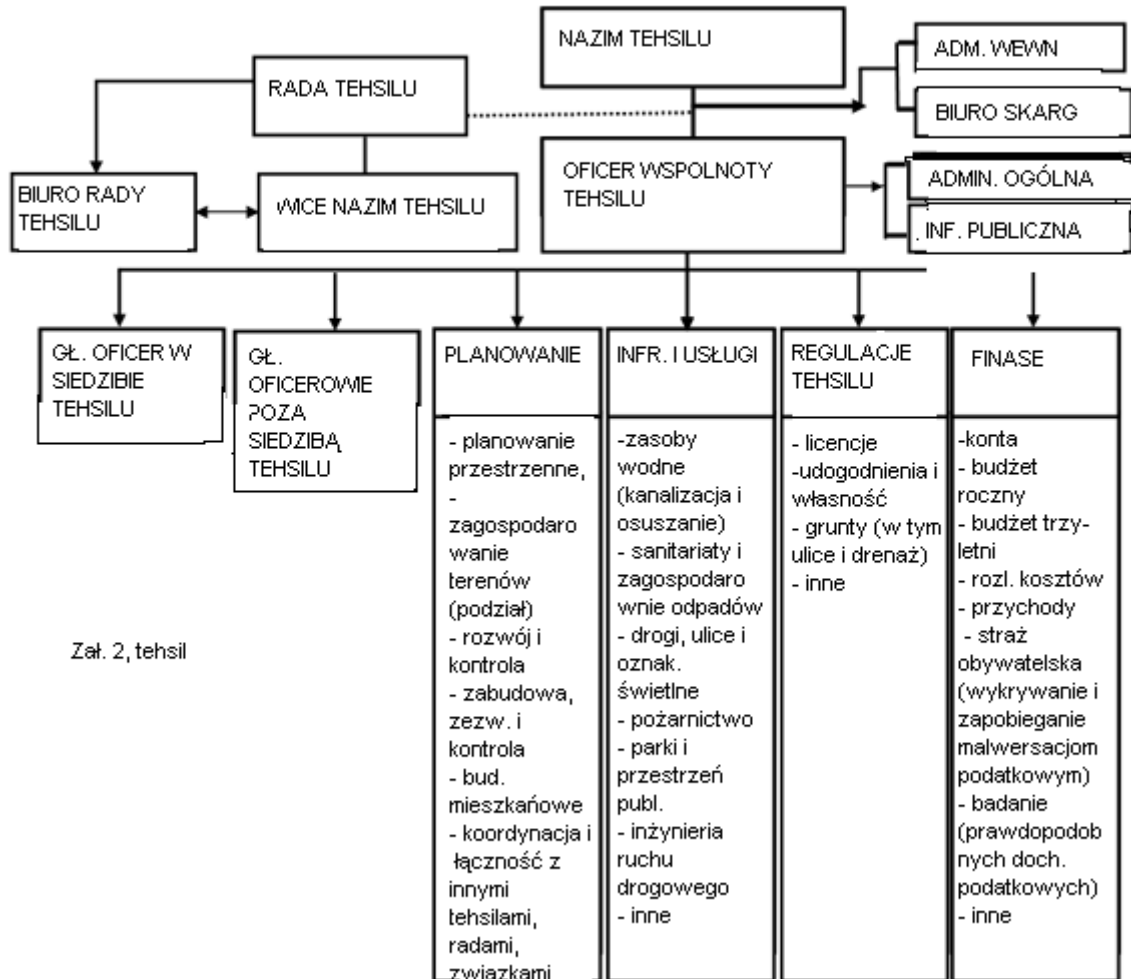 NAZIM TEHSILU
ADM. WEWN
RADA TEHSILU
BIURO SKARG
OFICER WSPOLNOTY
TEHSILU
ADMIN. OGÓLNA
BIURO RADY
TEHSILU
WICE NAZIM TEHSILU
INF. PUBLICZNA
GŁ. OFICER W
SIEDZIBIE
TEHSILU
GŁ.
OFICEROWIE
POZA
SIEDZIBĄ
TEHSILU
PLANOWANIE
- planowanie
przestrzenne,
-
zagospodaro
wanie
terenów
(podział)
- rozwój i
kontrola
- zabudowa,
zezw. i
kontrola
- bud.
mieszkańowe
- koordynacja i
łączność z
innymi
tehsilami,
radami,
związkami
INFR. I USŁUGI
-zasoby
wodne
(kanalizacja i
osuszanie)
- sanitariaty i
zagospodaro
wnie odpadów
- drogi, ulice i
oznak.
świetlne
- pożarnictwo
- parki i
przestrzeń
publ.
- inżynieria
ruchu
drogowego
- inne
REGULACJE
TEHSILU
- licencje
-udogodnienia i
własność
- grunty (w tym
ulice i drenaż)
- inne
FINASE
-konta
- budżet
roczny
- budżet trzy-
letni
- rozl. kosztów
- przychody
- straż
obywatelska
(wykrywanie i
zapobieganie
malwersacjom
podatkowym)
- badanie
(prawdopodob
nych doch.
podatkowych)
- inne
Zał. 2, tehsil